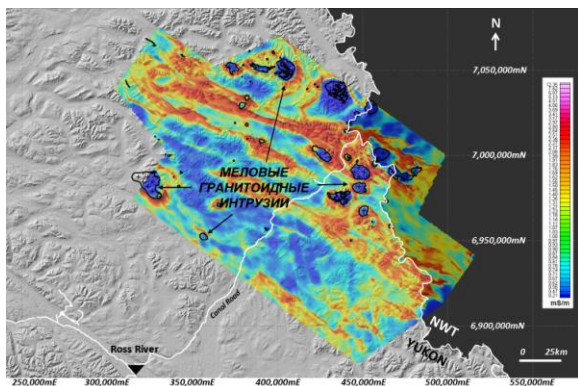 N
7,050,000mN
7,000,000mN
МЕЛОВЫЕ
ГРАНИТОИДНЫЕ
ИНТРУЗИИ
6,950,000mN
Canol Road
mS/m
NWT
YUKON
6,900,000mN
Ross River
0 25km
250,000mE 300,000mE 350,000mE 400,000mE 450,000mE 500,000mE 550,000mE